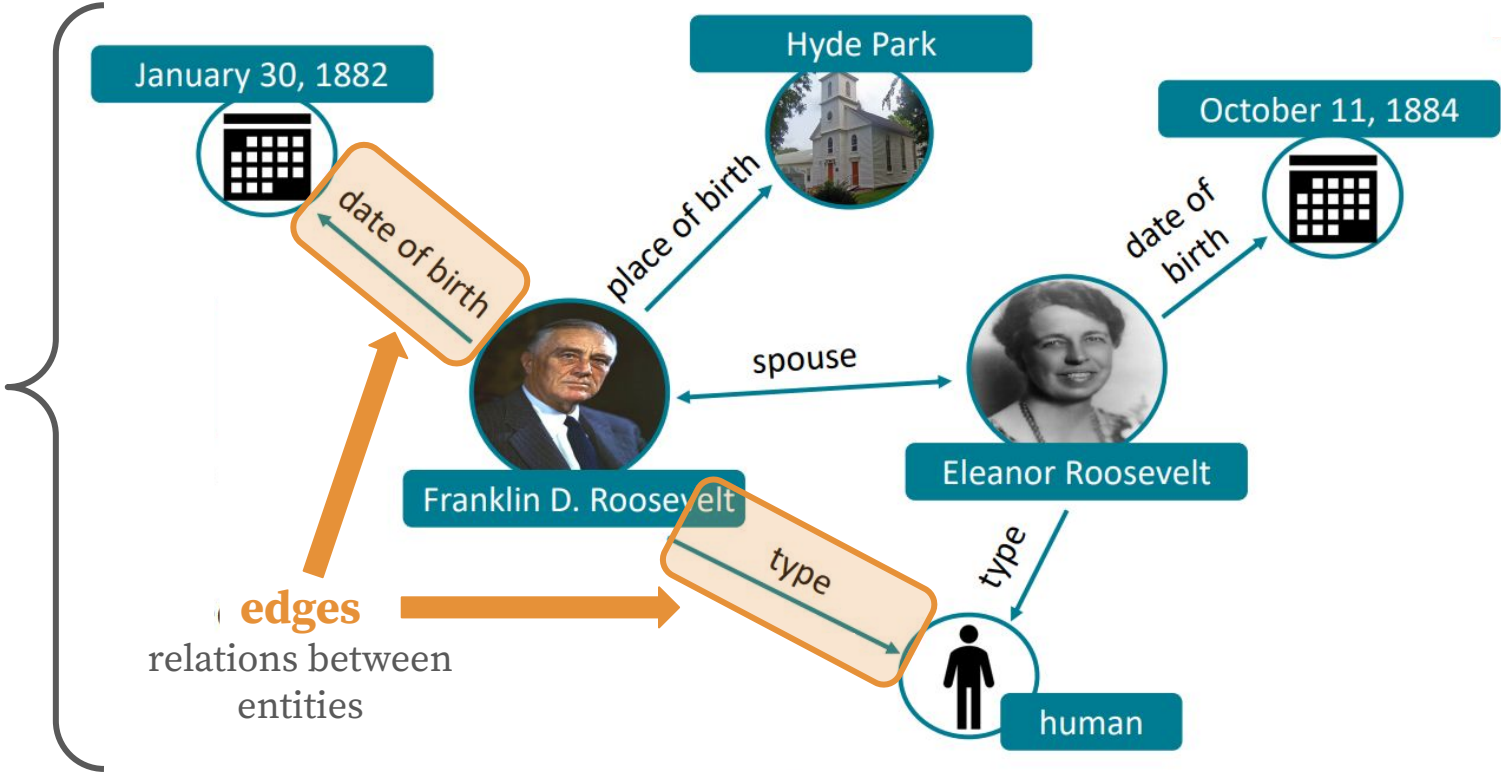 Hyde Park
January 30, 1882
October 11, 1884
date of birth
place of birth
date of
birth
spouse
Franklin D. Roosevelt
Eleanor Roosevelt
type
type
edges
relations between
entities
human